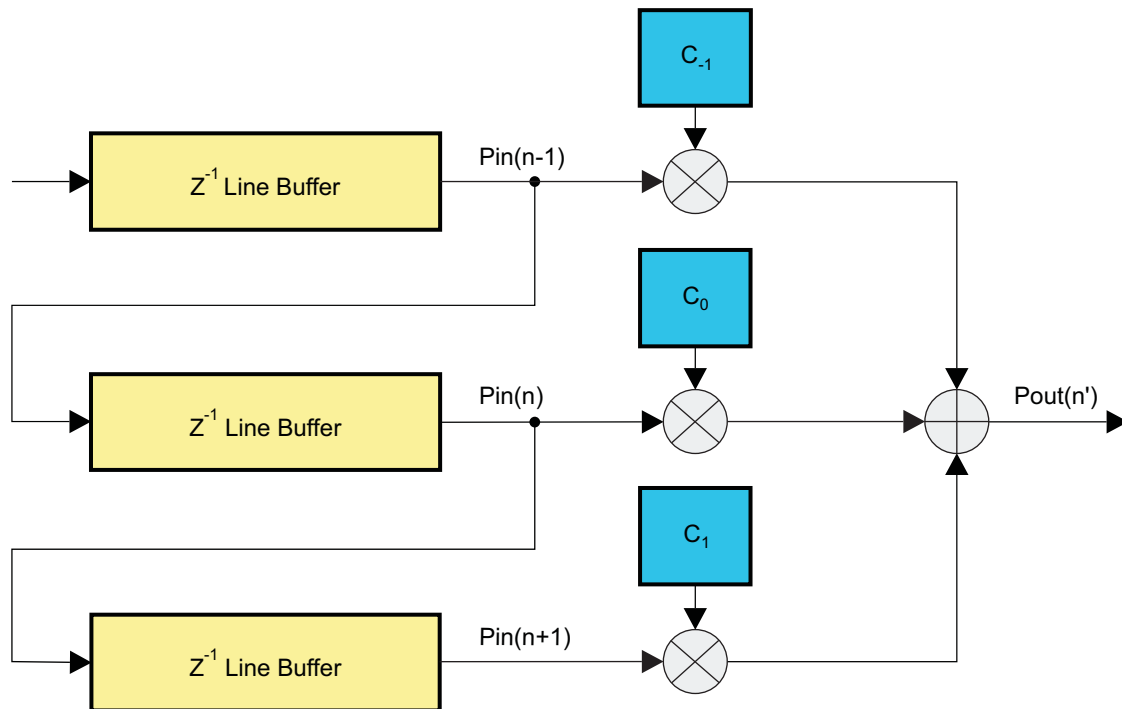 C-1
Pin(n-1)
Z-1 Line Buffer
C0
Pin(n)
Pout(n')
Z-1 Line Buffer
C1
Pin(n+1)
Z-1 Line Buffer